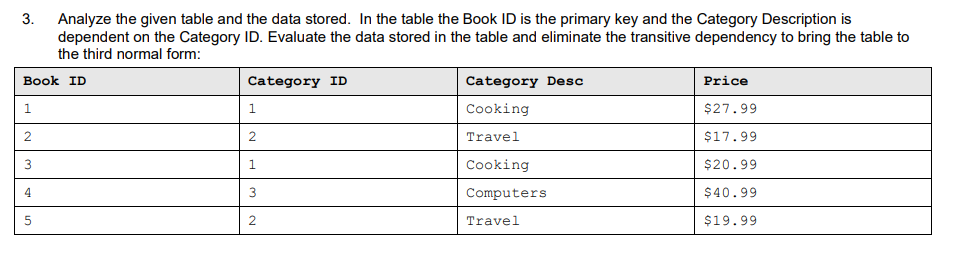 3. Analyze the given table and the data stored. In the table the Book ID is the primary key and the Category Description is
dependent on the Category ID. Evaluate the data stored in the table and eliminate the transitive dependency to bring the table to
the third normal form:
Book ID Category ID Category Desc Price
1 1 Cooking $27.99
2 2 Travel $17.99
3 1 Cooking $20.99
4 3 Computers $40.99
5 2 Travel $19.99